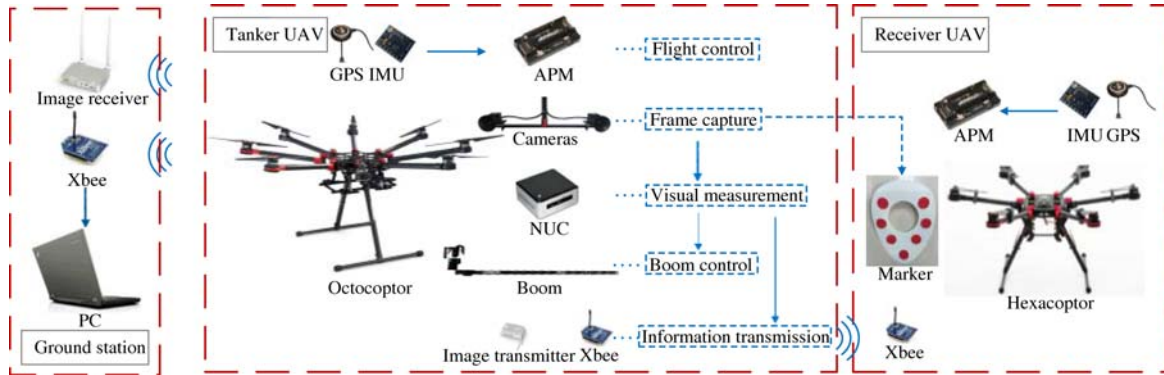 Image receiver
Xbee
PC
Ground station
Tanker UAV
GPS IMU
APM
Flight control
Cameras
Frame capture
NUC
Visual measurement
Octocoptor
Boom
Boom control
Image transmitter Xbee
Information transmission
Receiver UAV
APM
IMU GPS
Marker
Hexacoptor
Xbee